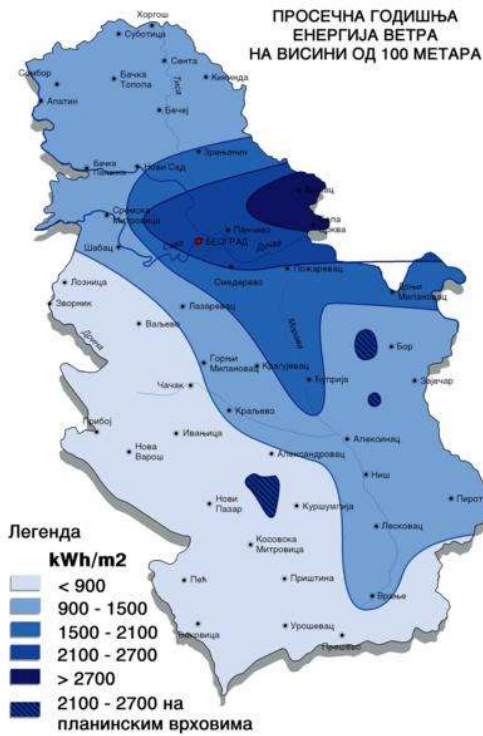 ПРОСЕЧНА ГОДИШЊА
ЕНЕРГИЈА ВЕТРА
НА ВИСИНИ ОД 100 МЕТАРА
Хоргош
Суботица
Сента
Сомбор
Бачка
Топола
Кикинда
Тиса
Апатин
Бечеј
Зрењанин
Бачка
Паланка
Нови Сад
Сремска
Митровица
Панчево
Дунав
Сава
БЕОГРАД
Шабац
Смедерево
Пожаревац
Лозница
Доњи
Милановац
Зворник
Лазаревац
Морава
Ваљево
Дрина
Бор
Горњи
Милановац
Крагујевац
Зајечар
Чачак
Ћуприја
Краљево
Прибој
Ивањица
Алексинац
Нова
Варош
Александровац
Ниш
Нови
Пазар
Куршумлија
Пирот
Лесковац
Косовска
Митровица
Пећ
Приштина
Врање
Ђаковица
Урошевац
Прешево
Легенда
kWh/m2
< 900
900 - 1500
1500 - 2100
2100 - 2700
> 2700
2100 - 2700 на
планинским врховима